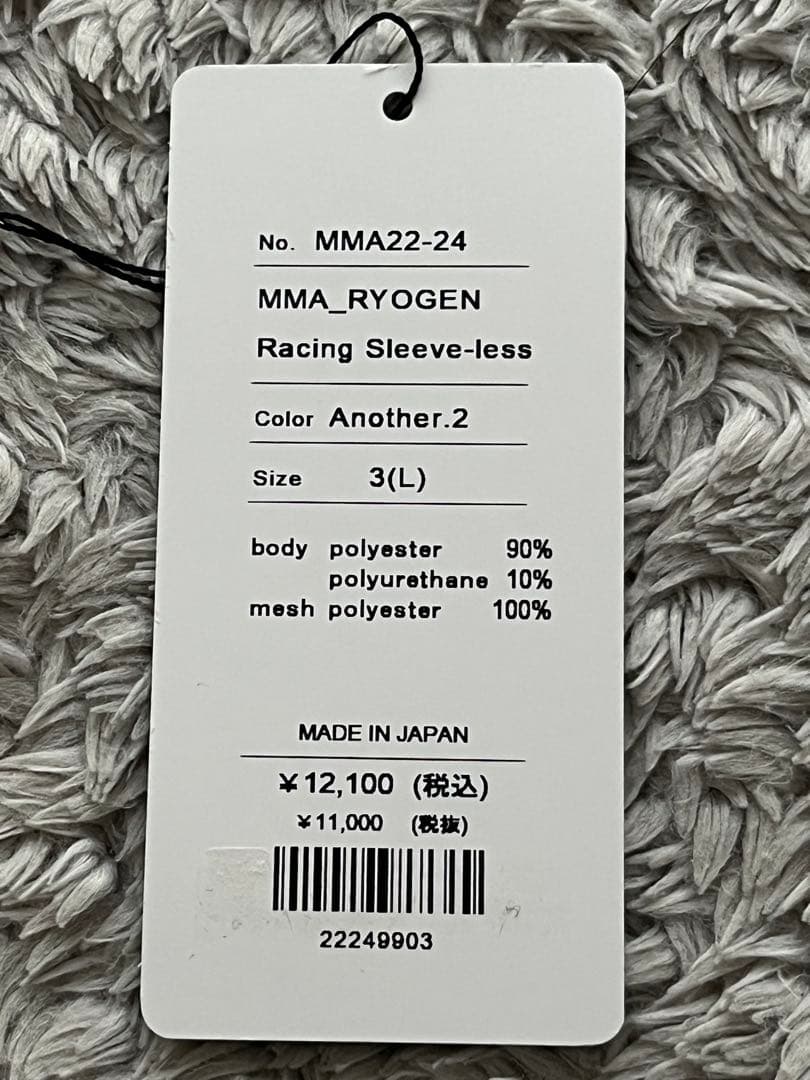 No. MMA22-24
MMA_RYOGEN
Racing Sleeve-less
Color Another.2
Size 3(L)
body polyester 90%
polyurethane 10%
mesh polyester 100%
MADE IN JAPAN
¥12,100 (税込)
¥11,000 (税抜)
22249903